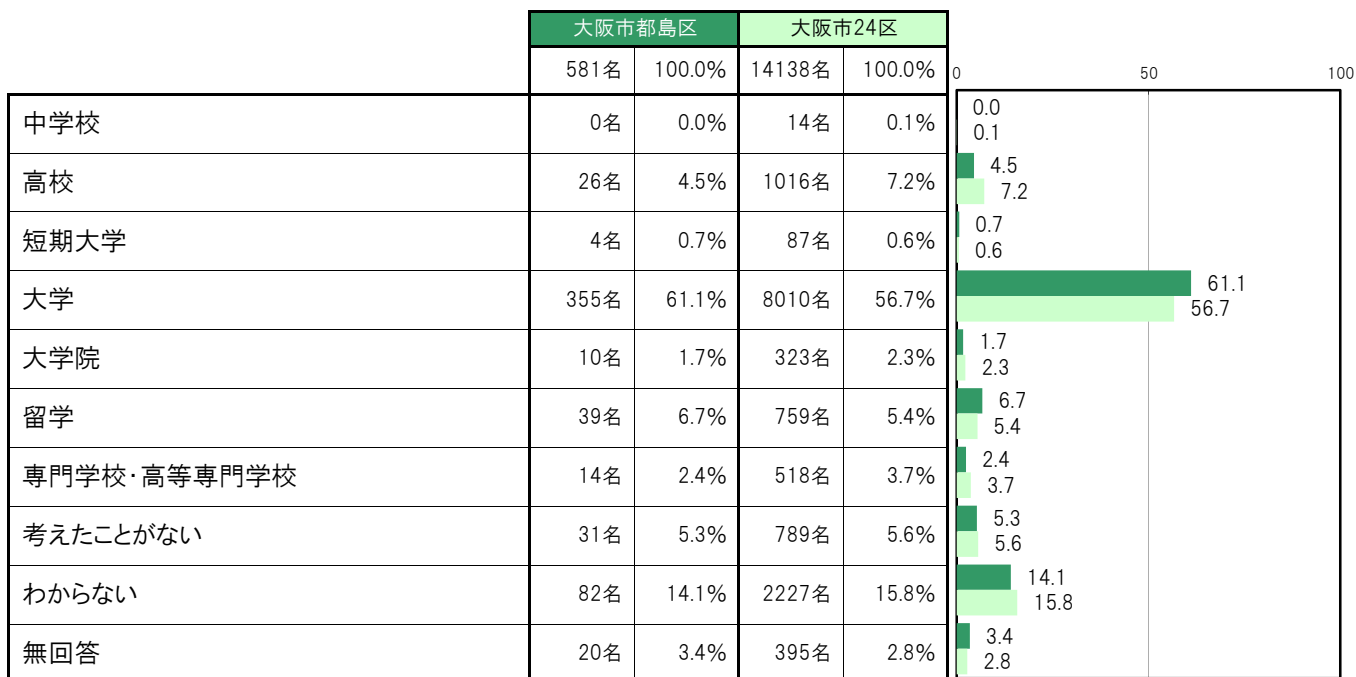 大阪市都島区 大阪市24区
581名 100.0% 14138名 100.0% 0 50 100
中学校 0名 0.0% 14名 0.1% 0.0
0.1
高校 26名 4.5% 1016名 7.2% 4.5
7.2
短期大学 4名 0.7% 87名 0.6% 0.7
0.6
大学 355名 61.1% 8010名 56.7% 61.1
56.7
大学院 10名 1.7% 323名 2.3% 1.7
2.3
留学 39名 6.7% 759名 5.4% 6.7
5.4
専門学校・高等専門学校 14名 2.4% 518名 3.7% 2.4
3.7
考えたことがない 31名 5.3% 789名 5.6% 5.3
5.6
わからない 82名 14.1% 2227名 15.8% 14.1
15.8
無回答 20名 3.4% 395名 2.8% 3.4
2.8